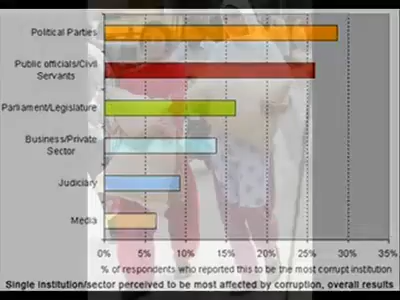 Political Parties
Public officials/Civil
Servants
Parliament/Legislature
Business/Private
Sector
Judiciary
Media
0% 5% 10% 15% 20% 25% 30% 35%
% of respondents who reported this to be the most corrupt institution
Single institution/sector perceived to be most affected by corruption, overall results